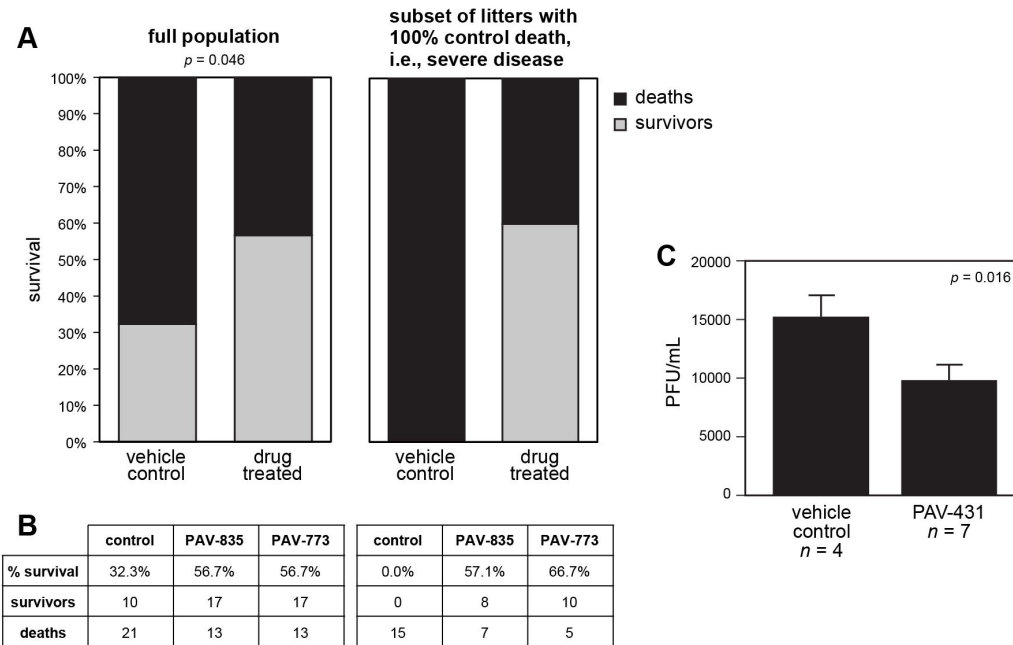 A
full population
p = 0.046
subset of litters with
100% control death,
i.e., severe disease
deaths
survivors
survival
100%
90%
80%
70%
60%
50%
40%
30%
20%
10%
0%
vehicle
control
drug
treated
vehicle
control
drug
treated
C
p = 0.016
PFU/mL
20000
15000
10000
5000
0
vehicle
control
n = 4
PAV-431
n = 7
B
control PAV-835 PAV-773 control PAV-835 PAV-773
% survival 32.3% 56.7% 56.7% 0.0% 57.1% 66.7%
survivors 10 17 17 0 8 10
deaths 21 13 13 15 7 5